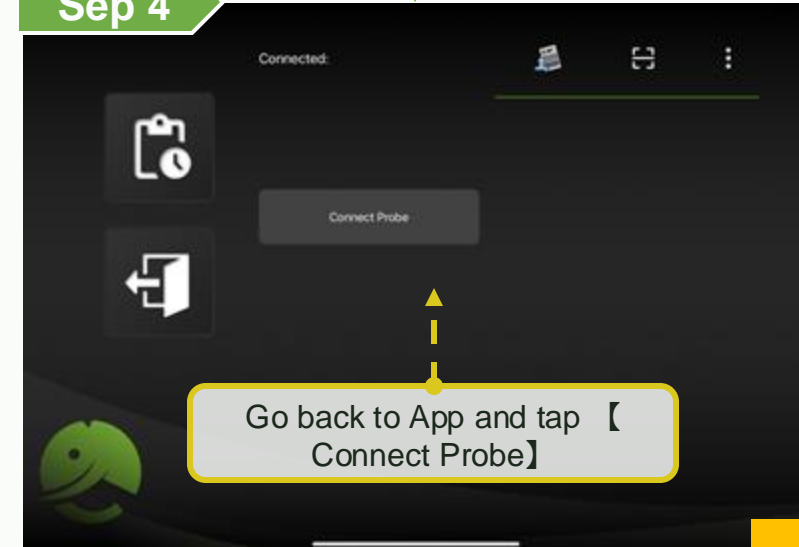 Sep 4
Connected:
Connect Probe
Go back to App and tap 【
Connect Probe】